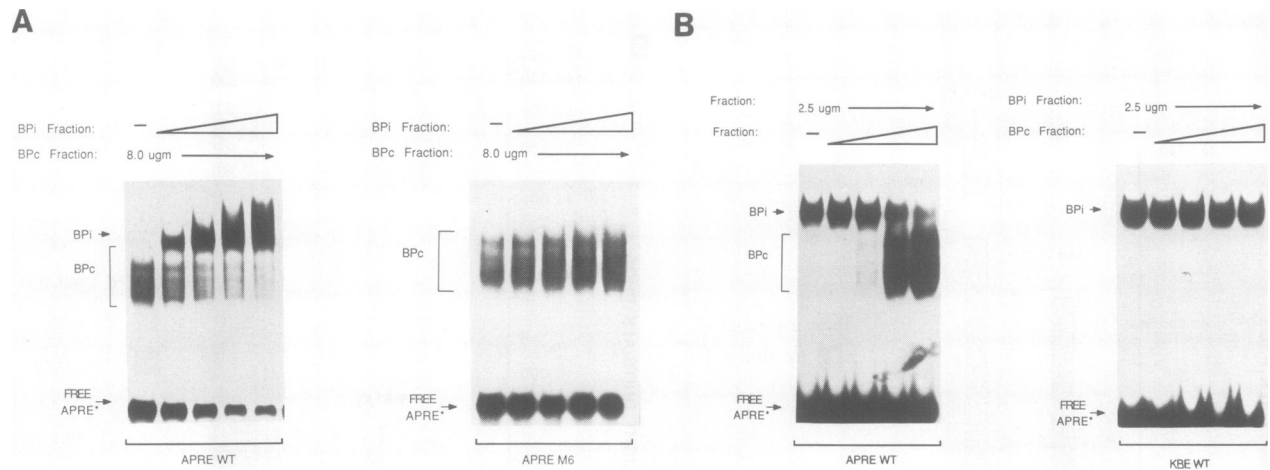 A
BPi Fraction: –
BPc Fraction: 8.0 ugm
BPi
BPc
FREE
APRE*
APRE WT
BPi Fraction: –
BPc Fraction: 8.0 ugm
BPc
FREE
APRE*
APRE M6
B
Fraction: 2.5 ugm
Fraction: –
BPi
BPc
FREE
APRE*
APRE WT
BPi Fraction: 2.5 ugm
BPc Fraction: –
BPi
FREE
APRE*
KBE WT